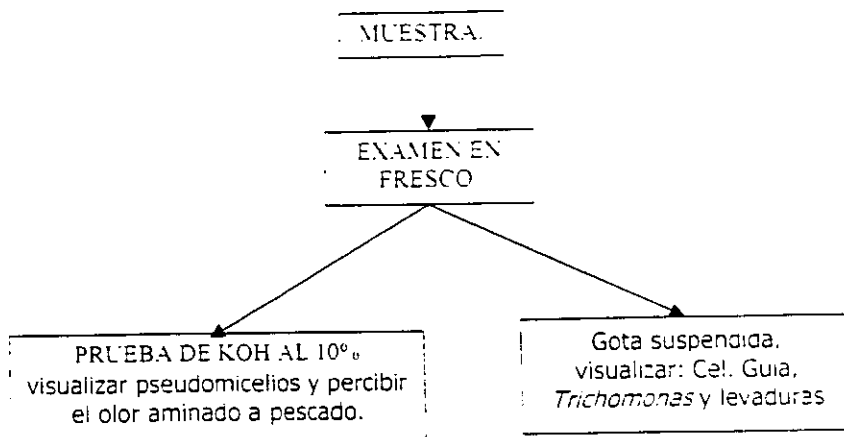 MUESTRA.
EXAMEN EN
FRESCO
PRUEBA DE KOH AL 10%
visualizar pseudomicelios y percibir
el olor aminado a pescado.
Gota suspendida,
visualizar: Cel. Guia,
Trichomonas y levaduras